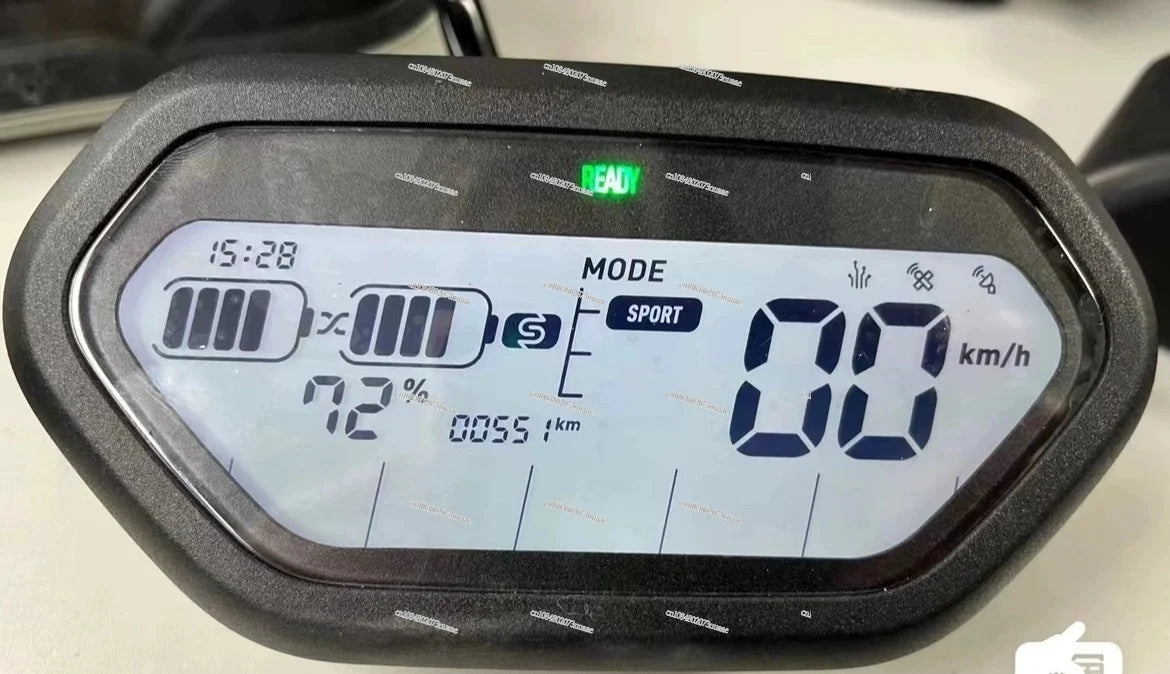 READY
15:28
MODE
SPORT
S
72%
00551km
00 km/h